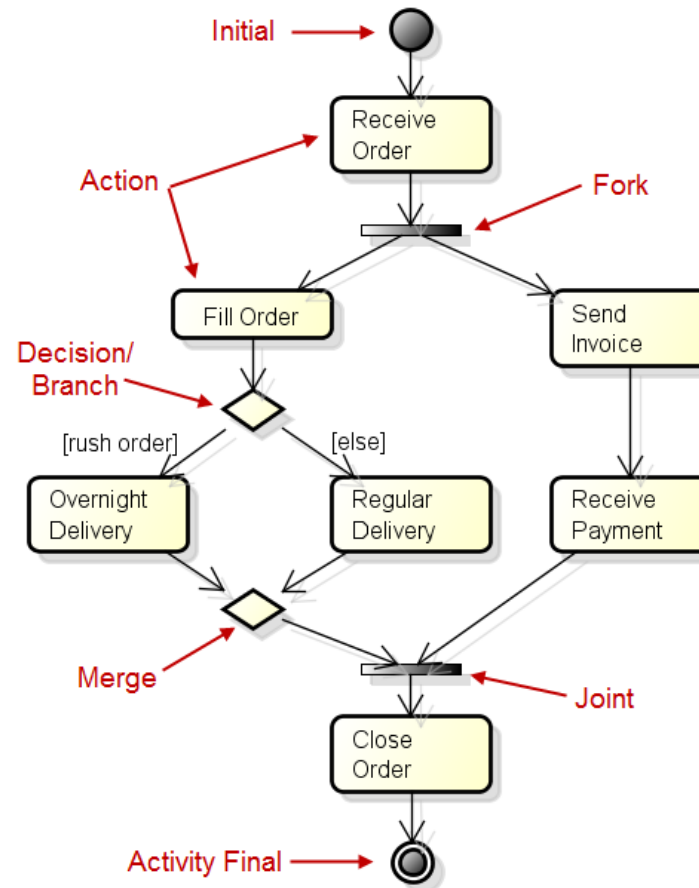 Initial
Receive
Order
Action
Fork
Fill Order
Send
Invoice
Decision/
Branch
[rush order]
[else]
Overnight
Delivery
Regular
Delivery
Receive
Payment
Merge
Joint
Close
Order
Activity Final